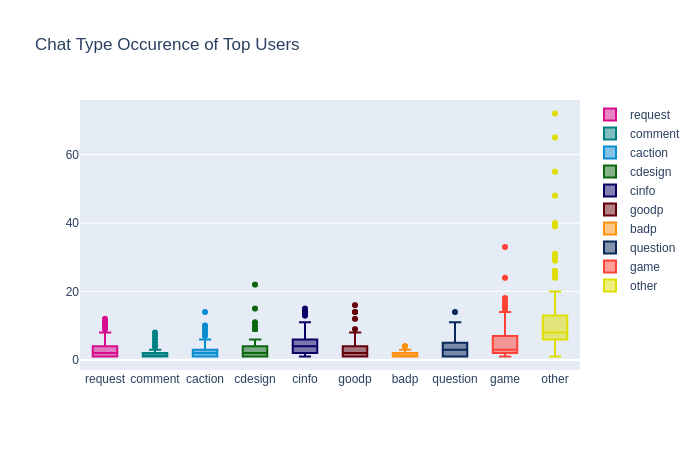 Chat Type Occurence of Top Users
60
40
20
0
request comment caction cdesign cinfo goodp badp question game other
request
comment
caction
cdesign
cinfo
goodp
badp
question
game
other